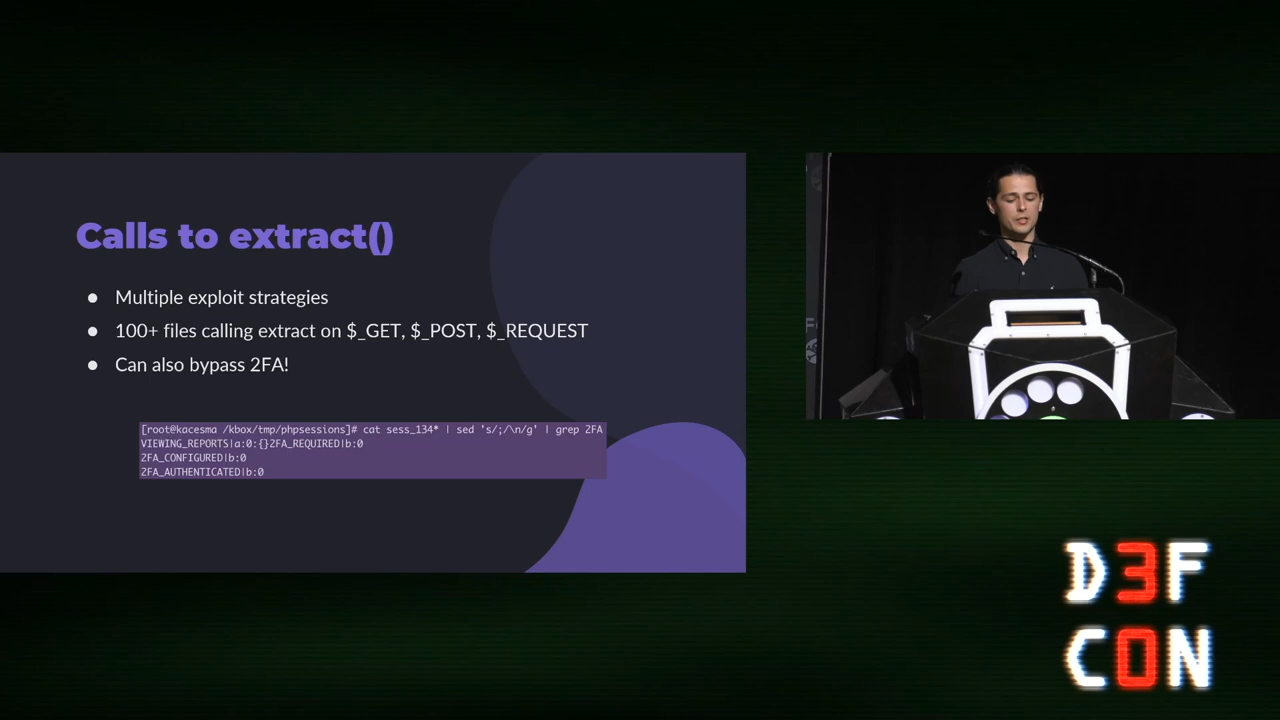 Calls to extract()
● Multiple exploit strategies
● 100+ files calling extract on $_GET, $_POST, $_REQUEST
● Can also bypass 2FA!
[root@kacesma /kbox/tmp/phpsessions]# cat sess_134* | sed 's/;/\n/g' | grep 2FA
VIEWING_REPORTS|a:0:{}2FA_REQUIRED|b:0
2FA_CONFIGURED|b:0
2FA_AUTHENTICATED|b:0
D3F
C0N